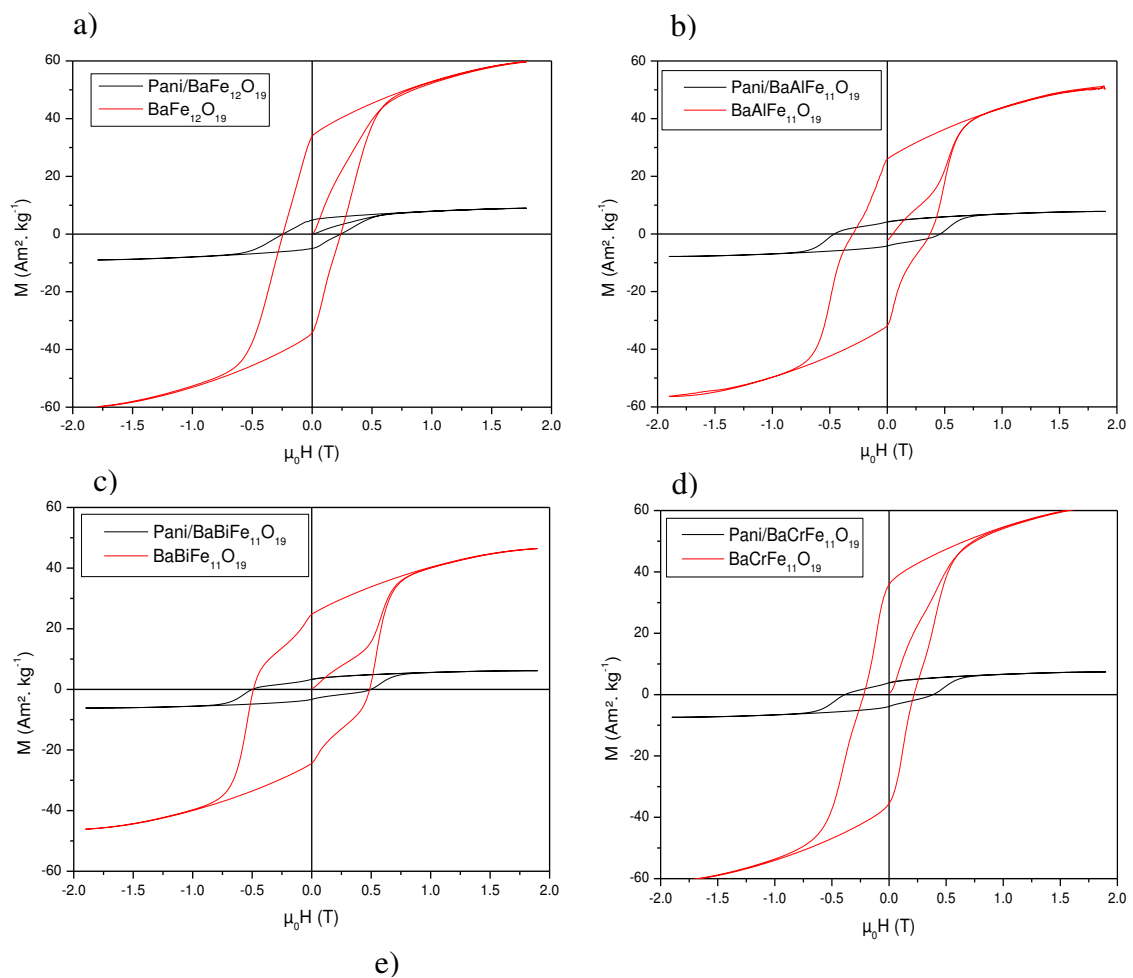 a)
60
40
20
0
-20
-40
-60
M (Am². kg⁻¹)
Pani/BaFe₁₂O₁₉
BaFe₁₂O₁₉
-2.0 -1.5 -1.0 -0.5 0.0 0.5 1.0 1.5 2.0
μ₀H (T)
b)
60
40
20
0
-20
-40
-60
M (Am². kg⁻¹)
Pani/BaAlFe₁₁O₁₉
BaAlFe₁₁O₁₉
-2.0 -1.5 -1.0 -0.5 0.0 0.5 1.0 1.5 2.0
μ₀H (T)
c)
60
40
20
0
-20
-40
-60
M (Am². kg⁻¹)
Pani/BaBiFe₁₁O₁₉
BaBiFe₁₁O₁₉
-2.0 -1.5 -1.0 -0.5 0.0 0.5 1.0 1.5 2.0
μ₀H (T)
d)
60
40
20
0
-20
-40
-60
M (Am². kg⁻¹)
Pani/BaCrFe₁₁O₁₉
BaCrFe₁₁O₁₉
-2.0 -1.5 -1.0 -0.5 0.0 0.5 1.0 1.5 2.0
μ₀H (T)
e)